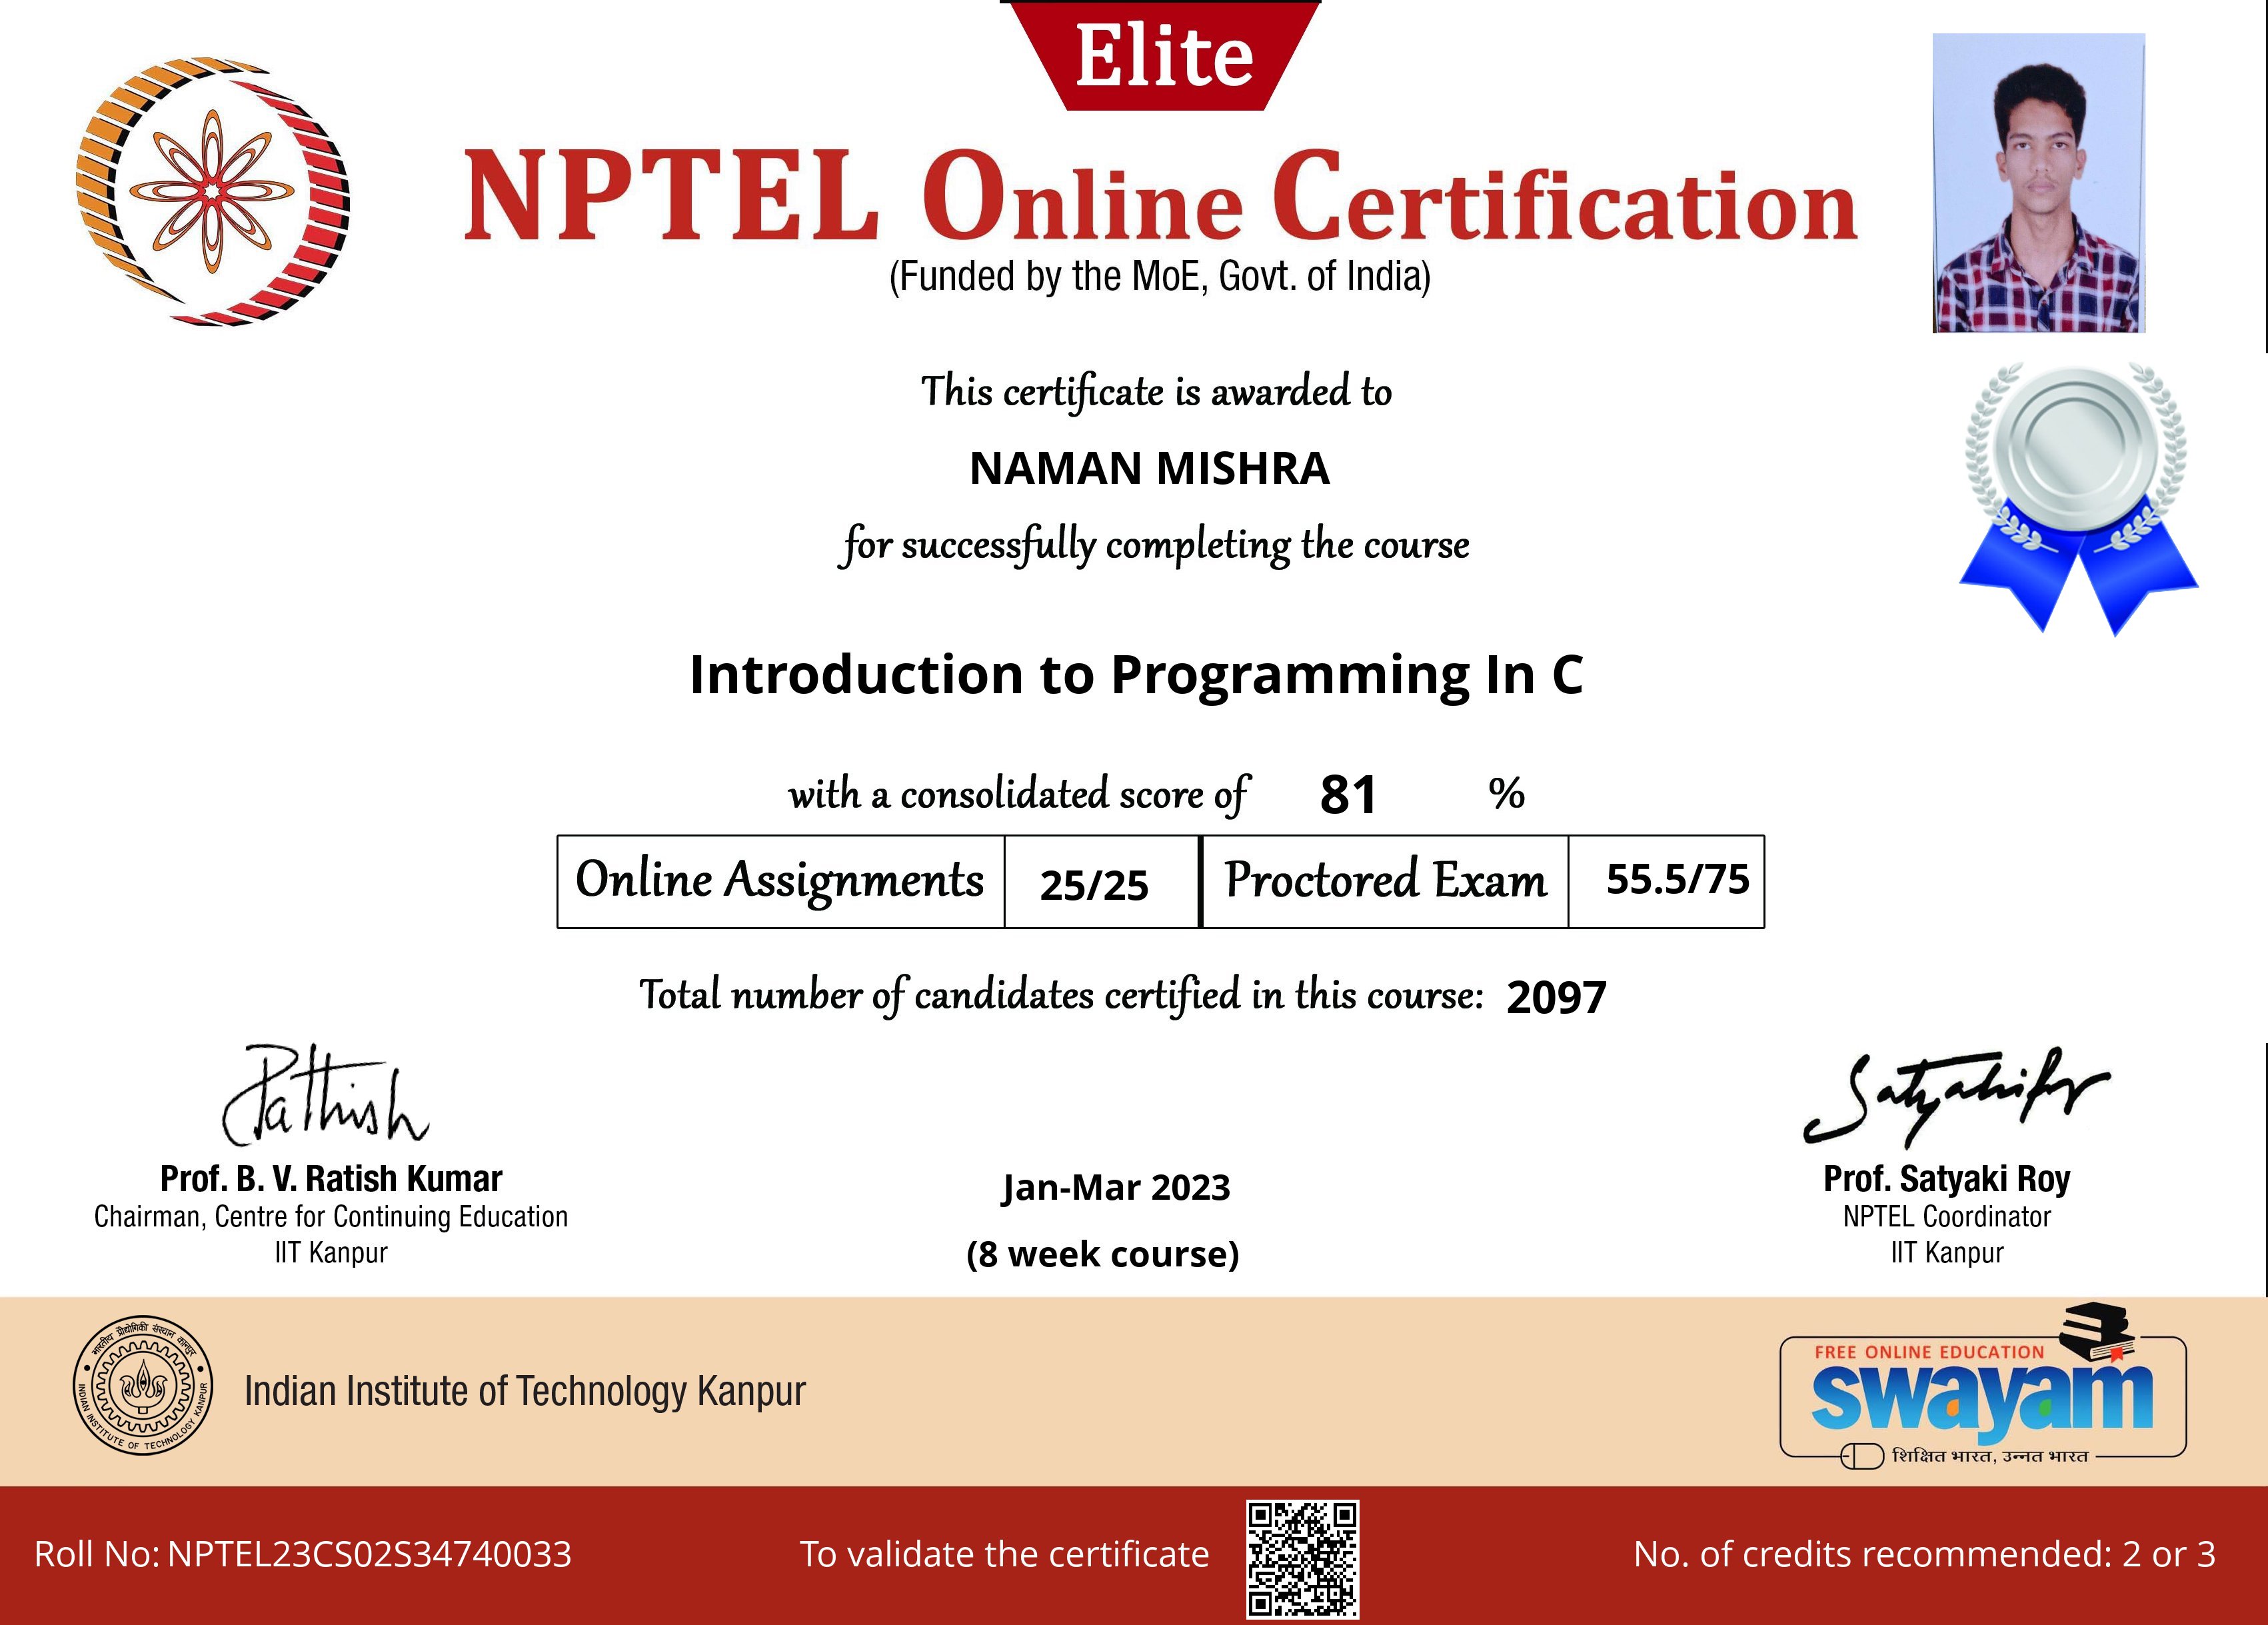 Elite
NPTEL Online Certification
(Funded by the MoE, Govt. of India)
This certificate is awarded to
NAMAN MISHRA
for successfully completing the course
Introduction to Programming In C
with a consolidated score of 81 %
Online Assignments 25/25 Proctored Exam 55.5/75
Total number of candidates certified in this course: 2097
Prof. B. V. Ratish Kumar
Chairman, Centre for Continuing Education
IIT Kanpur
Jan-Mar 2023
(8 week course)
Prof. Satyaki Roy
NPTEL Coordinator
IIT Kanpur
भारतीय प्रौद्योगिकी संस्थान कानपुर
INDIAN INSTITUTE OF TECHNOLOGY KANPUR
Indian Institute of Technology Kanpur
FREE ONLINE EDUCATION
swayam
शिक्षित भारत, उन्नत भारत
Roll No: NPTEL23CS02S34740033
To validate the certificate
No. of credits recommended: 2 or 3